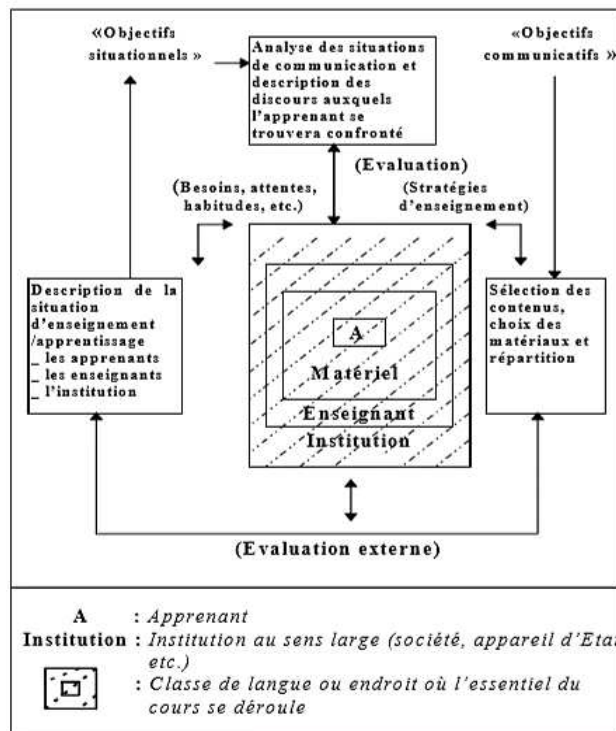 «Objectifs
situationnels »
Analyse des situations
de communication et
description des
discours auxquels
l'apprenant se
trouvera confronté
«Objectifs
communicatifs »
(Evaluation)
(Besoins, attentes,
habitudes, etc.)
(Stratégies
d'enseignement)
Description de la
situation
d'enseignement
/apprentissage
_ les apprenants
_ les enseignants
_ l'institution
A
Matériel
Enseignant
Institution
Sélection des
contenus,
choix des
matériaux et
répartition
(Evaluation externe)
A : Apprenant
Institution : Institution au sens large (société, appareil d'Etat
etc.)
: Classe de langue ou endroit où l'essentiel du
cours se déroule